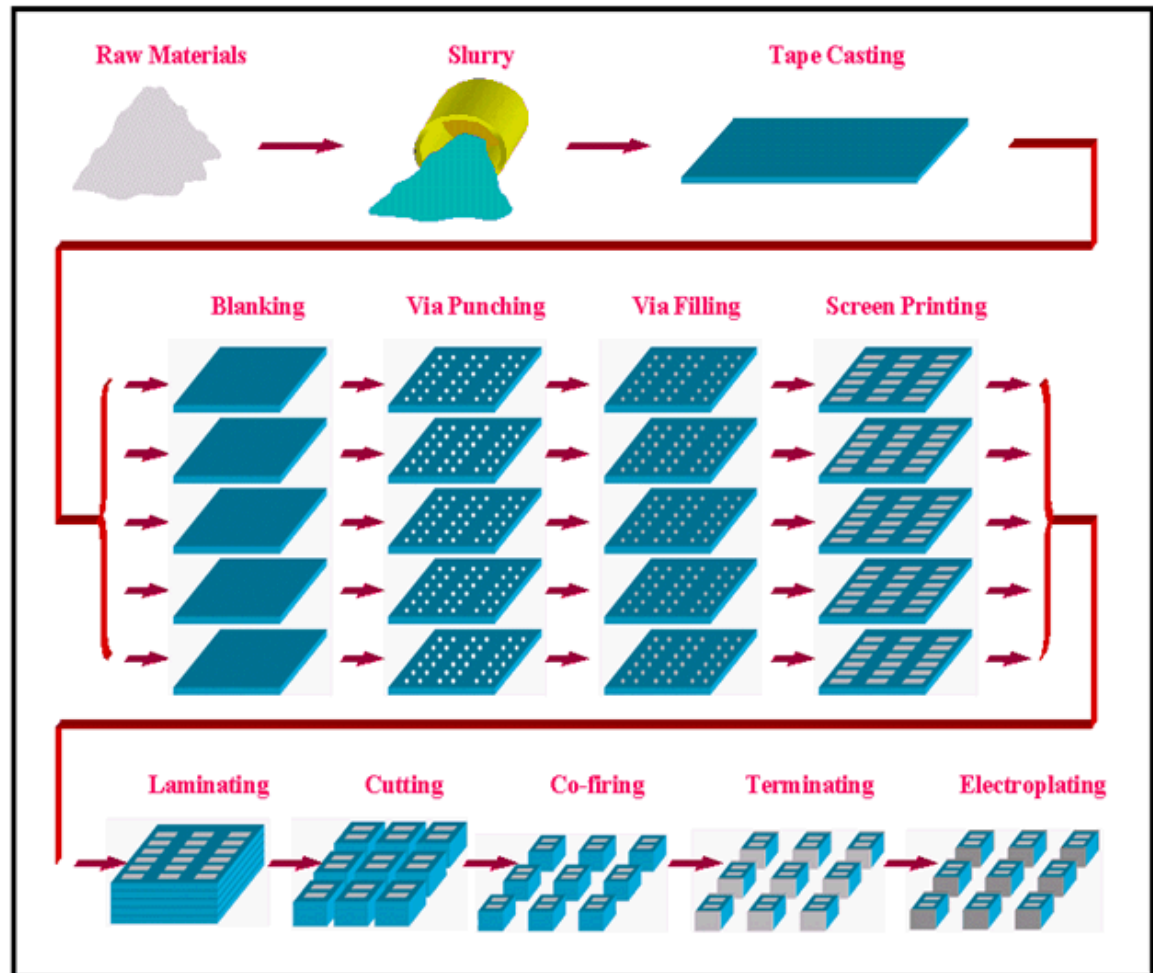 Raw Materials
Slurry
Tape Casting
Blanking
Via Punching
Via Filling
Screen Printing
Laminating
Cutting
Co-firing
Terminating
Electroplating